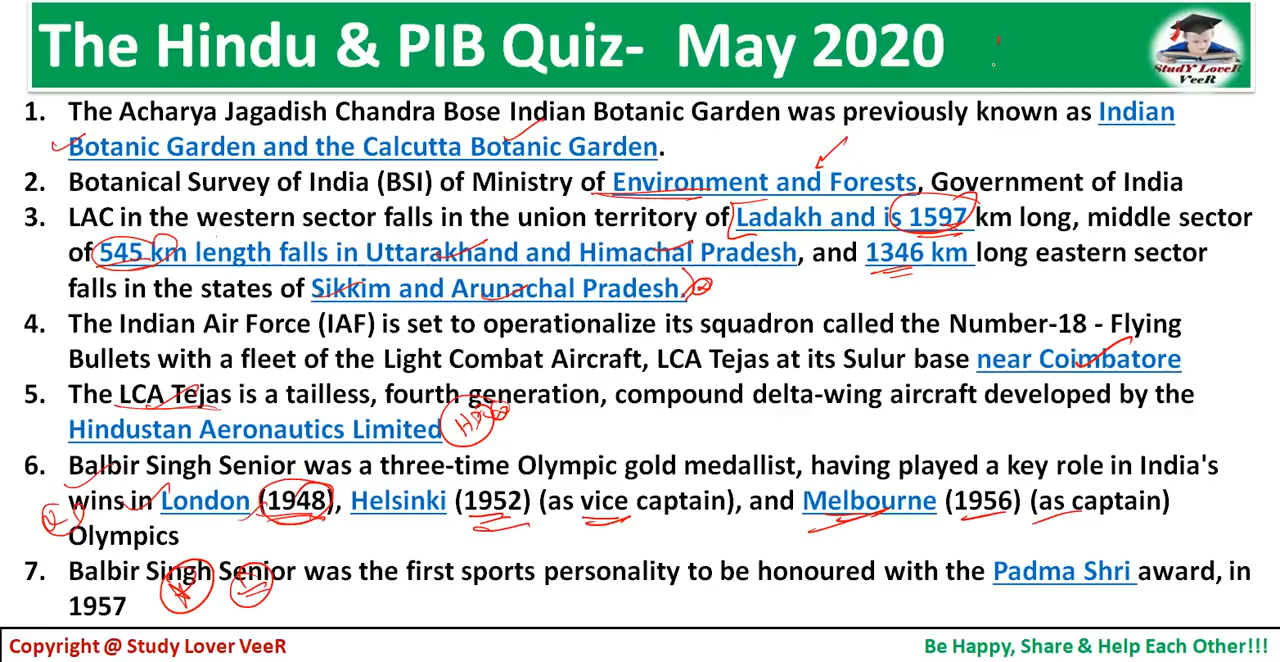 The Hindu & PIB Quiz- May 2020
StudY LoveR
VeeR
1. The Acharya Jagadish Chandra Bose Indian Botanic Garden was previously known as Indian
Botanic Garden and the Calcutta Botanic Garden.
2. Botanical Survey of India (BSI) of Ministry of Environment and Forests, Government of India
3. LAC in the western sector falls in the union territory of Ladakh and is 1597 km long, middle sector
of 545 km length falls in Uttarakhand and Himachal Pradesh, and 1346 km long eastern sector
falls in the states of Sikkim and Arunachal Pradesh.
4. The Indian Air Force (IAF) is set to operationalize its squadron called the Number-18 - Flying
Bullets with a fleet of the Light Combat Aircraft, LCA Tejas at its Sulur base near Coimbatore
5. The LCA Tejas is a tailless, fourth generation, compound delta-wing aircraft developed by the
Hindustan Aeronautics Limited
6. Balbir Singh Senior was a three-time Olympic gold medallist, having played a key role in India's
wins in London (1948), Helsinki (1952) (as vice captain), and Melbourne (1956) (as captain)
Olympics
7. Balbir Singh Senior was the first sports personality to be honoured with the Padma Shri award, in
1957
Copyright @ Study Lover VeeR
Be Happy, Share & Help Each Other!!!